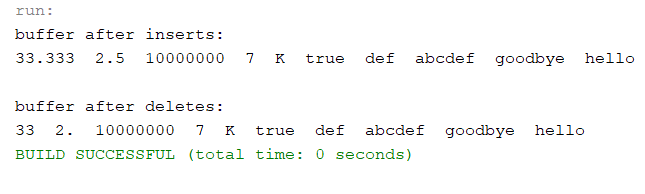 run:
buffer after inserts:
33.333  2.5  10000000  7  K  true  def  abcdef  goodbye  hello
buffer after deletes:
33  2.  10000000  7  K  true  def  abcdef  goodbye  hello
BUILD SUCCESSFUL (total time: 0 seconds)